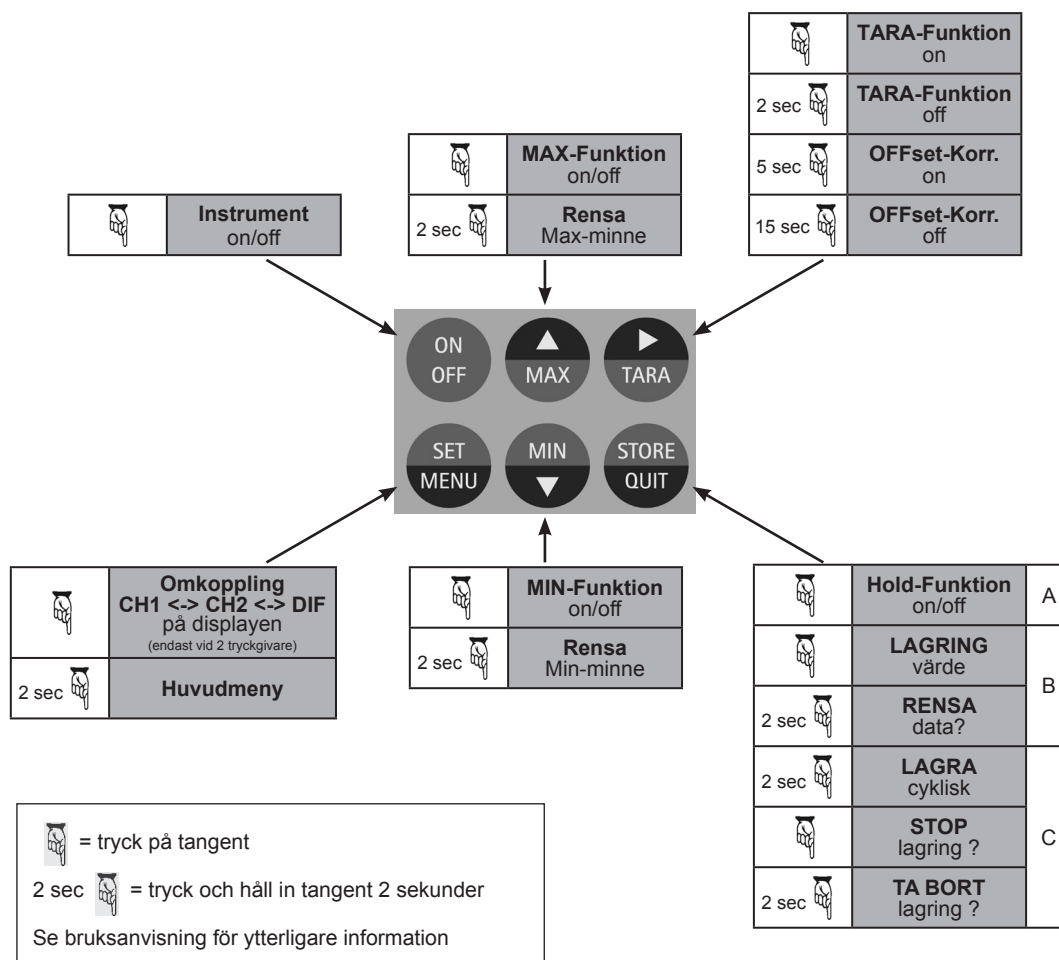 TARA-Funktion
on
2 sec
TARA-Funktion
off
5 sec
OFFset-Korr.
on
15 sec
OFFset-Korr.
off
MAX-Funktion
on/off
2 sec
Rensa
Max-minne
Instrument
on/off
ON
OFF
MAX
TARA
SET
MENU
MIN
STORE
QUIT
Omkoppling
CH1 <-> CH2 <-> DIF
på displayen
(endast vid 2 tryckgivare)
2 sec
Huvudmeny
MIN-Funktion
on/off
2 sec
Rensa
Min-minne
Hold-Funktion
on/off
A
LAGRING
värde
B
2 sec
RENSA
data?
2 sec
LAGRA
cyklisk
STOP
lagring ?
C
2 sec
TA BORT
lagring ?
= tryck på tangent
2 sec = tryck och håll in tangent 2 sekunder
Se bruksanvisning för ytterligare information